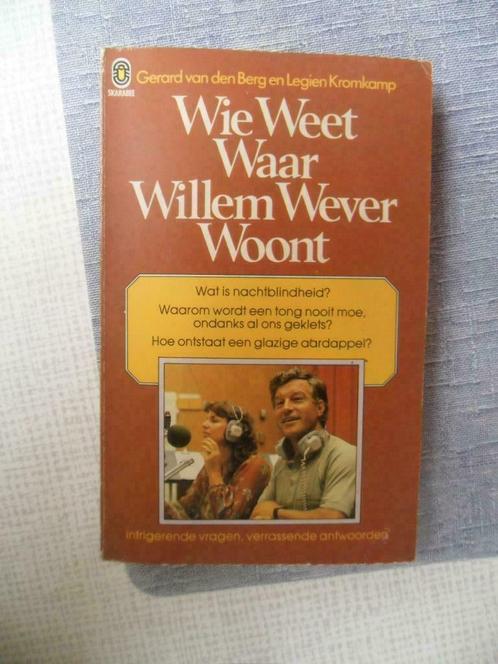 Gerard van den Berg en Legien Kromkamp
SKARABEE
Wie Weet
Waar
Willem Wever
Woont
Wat is nachtblindheid?
Waarom wordt een tong nooit moe,
ondanks al ons geklets?
Hoe ontstaat een glazige aardappel?
intrigerende vragen, verrassende antwoorden